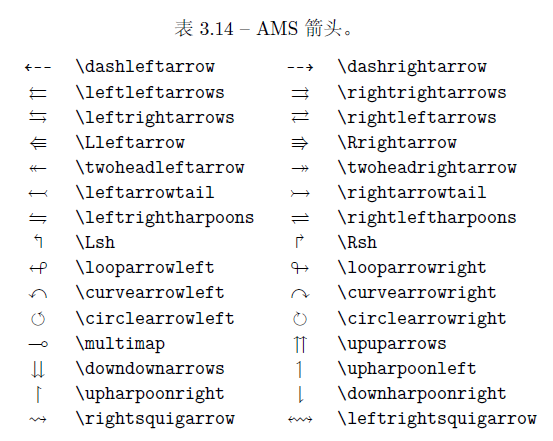 表 3.14 – AMS 箭头。
⇠ \dashleftarrow ⇢ \dashrightarrow
⇇ \leftleftarrows ⇉ \rightrightarrows
⇆ \leftrightarrows ⇄ \rightleftarrows
⇚ \Lleftarrow ⇛ \Rrightarrow
↞ \twoheadleftarrow ↠ \twoheadrightarrow
↢ \leftarrowtail ↣ \rightarrowtail
⇋ \leftrightharpoons ⇌ \rightleftharpoons
↰ \Lsh ↱ \Rsh
↫ \looparrowleft ↬ \looparrowright
↶ \curvearrowleft ↷ \curvearrowright
↺ \circlearrowleft ↻ \circlearrowright
⊸ \multimap ⇈ \upuparrows
⇊ \downdownarrows ↿ \upharpoonleft
↾ \upharpoonright ⇂ \downharpoonright
⇝ \rightsquigarrow ↭ \leftrightsquigarrow